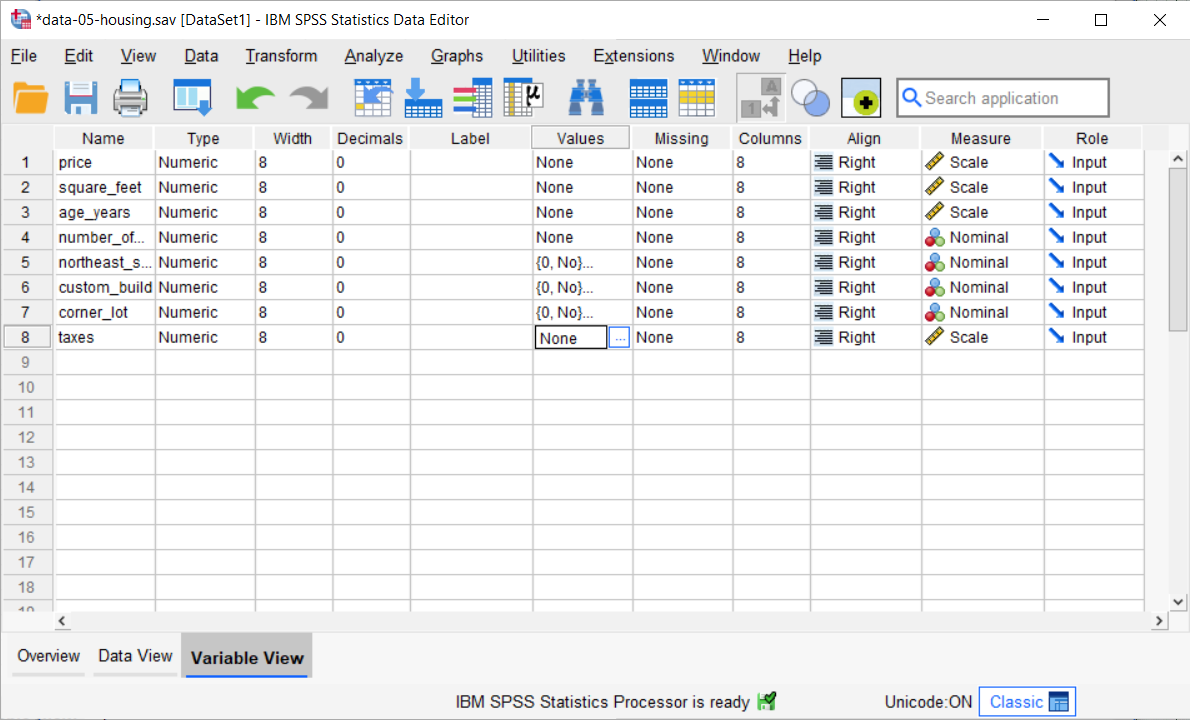 *data-05-housing.sav [DataSet1] - IBM SPSS Statistics Data Editor
File Edit View Data Transform Analyze Graphs Utilities Extensions Window Help
µ 1 A Search application
Name Type Width Decimals Label Values Missing Columns Align Measure Role
1 price Numeric 8 0 None None 8 Right Scale Input
2 square_feet Numeric 8 0 None None 8 Right Scale Input
3 age_years Numeric 8 0 None None 8 Right Scale Input
4 number_of... Numeric 8 0 None None 8 Right Nominal Input
5 northeast_s... Numeric 8 0 {0, No}... None 8 Right Nominal Input
6 custom_build Numeric 8 0 {0, No}... None 8 Right Nominal Input
7 corner_lot Numeric 8 0 {0, No}... None 8 Right Nominal Input
8 taxes Numeric 8 0 None ... None 8 Right Scale Input
9
10
11
12
13
14
15
16
17
18
19
Overview Data View Variable View
IBM SPSS Statistics Processor is ready Unicode:ON Classic